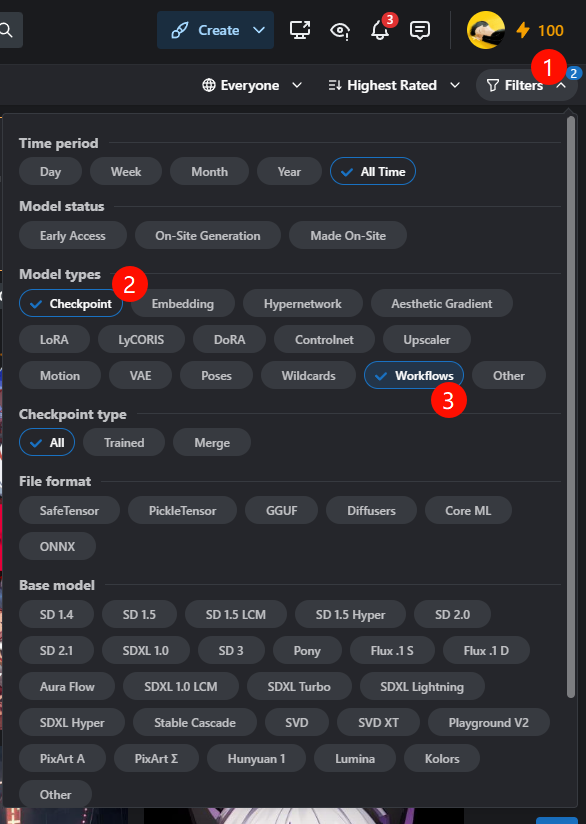 Create 3 100
Everyone Highest Rated Filters 1 2
Time period
Day Week Month Year All Time
Model status
Early Access On-Site Generation Made On-Site
Model types 2
Checkpoint Embedding Hypernetwork Aesthetic Gradient
LoRA LyCORIS DoRA Controlnet Upscaler
Motion VAE Poses Wildcards Workflows Other
3
Checkpoint type
All Trained Merge
File format
SafeTensor PickleTensor GGUF Diffusers Core ML
ONNX
Base model
SD 1.4 SD 1.5 SD 1.5 LCM SD 1.5 Hyper SD 2.0
SD 2.1 SDXL 1.0 SD 3 Pony Flux .1 S Flux .1 D
Aura Flow SDXL 1.0 LCM SDXL Turbo SDXL Lightning
SDXL Hyper Stable Cascade SVD SVD XT Playground V2
PixArt A PixArt Σ Hunyuan 1 Lumina Kolors
Other